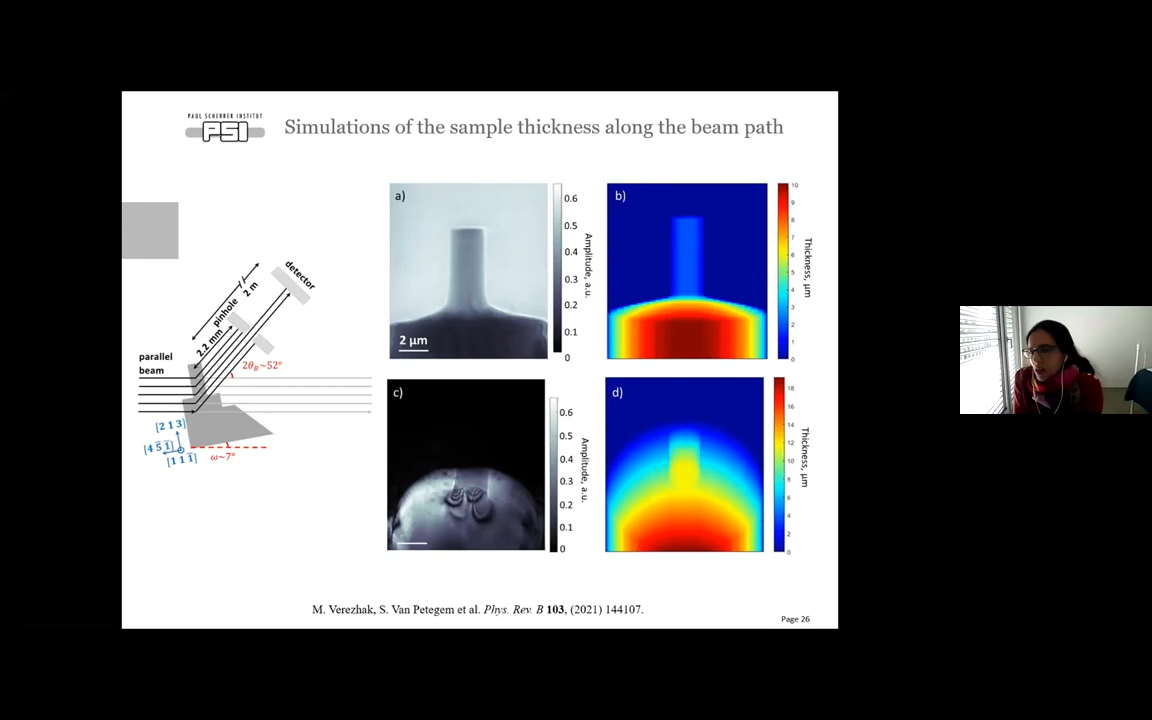 PAUL SCHERRER INSTITUT
PSI
Simulations of the sample thickness along the beam path
detector
2 m
pinhole
2.2 mm
parallel
beam
2θB~52°
[2 1 3]
[4 5̄ 1̄]
[1 1 1̄]
ω~7°
a)
0.6
0.5
0.4
0.3
0.2
0.1
0
Amplitude, a.u.
2 μm
b)
10
9
8
7
6
5
4
3
2
1
0
Thickness, μm
c)
0.6
0.5
0.4
0.3
0.2
0.1
0
Amplitude, a.u.
d)
18
16
14
12
10
8
6
4
2
0
Thickness, μm
M. Verezhak, S. Van Petegem et al. Phys. Rev. B 103, (2021) 144107.
Page 26